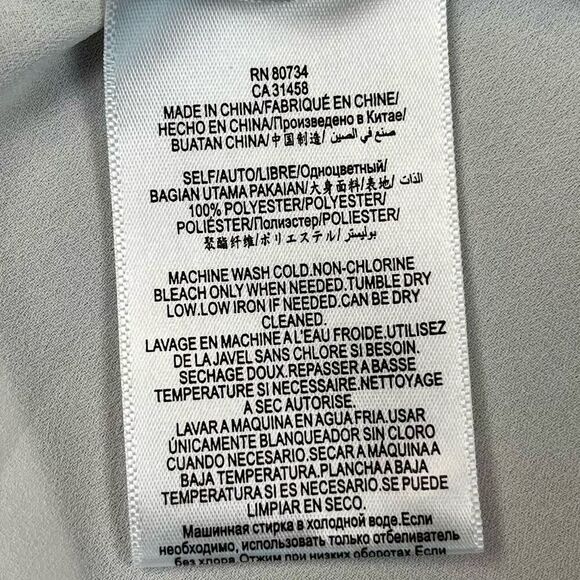 RN 80734
CA 31458
MADE IN CHINA/FABRIQUÉ EN CHINE/
HECHO EN CHINA/Произведено в Китае/
BUATAN CHINA/中国制造/ صنع في الصين/
SELF/AUTO/LIBRE/Одноцветный/
BAGIAN UTAMA PAKAIAN/大身面料/表地/ الذات/
100% POLYESTER/POLYESTER/
POLIÉSTER/Полиэстер/POLIESTER/
聚酯纤维/ポリエステル/ بوليستر/
MACHINE WASH COLD.NON-CHLORINE
BLEACH ONLY WHEN NEEDED.TUMBLE DRY
LOW.LOW IRON IF NEEDED.CAN BE DRY
CLEANED.
LAVAGE EN MACHINE A L'EAU FROIDE.UTILISEZ
DE LA JAVEL SANS CHLORE SI BESOIN.
SECHAGE DOUX.REPASSER A BASSE
TEMPERATURE SI NECESSAIRE.NETTOYAGE
A SEC AUTORISE.
LAVAR A MAQUINA EN AGUA FRIA.USAR
ÚNICAMENTE BLANQUEADOR SIN CLORO
CUANDO NECESARIO.SECAR A MÁQUINA A
BAJA TEMPERATURA.PLANCHA A BAJA
TEMPERATURA SI ES NECESARIO.SE PUEDE
LIMPIAR EN SECO.
Машинная стирка в холодной воде.Если
необходимо, использовать только отбеливатель
без хлора. Отжим при низких оборотах.Если